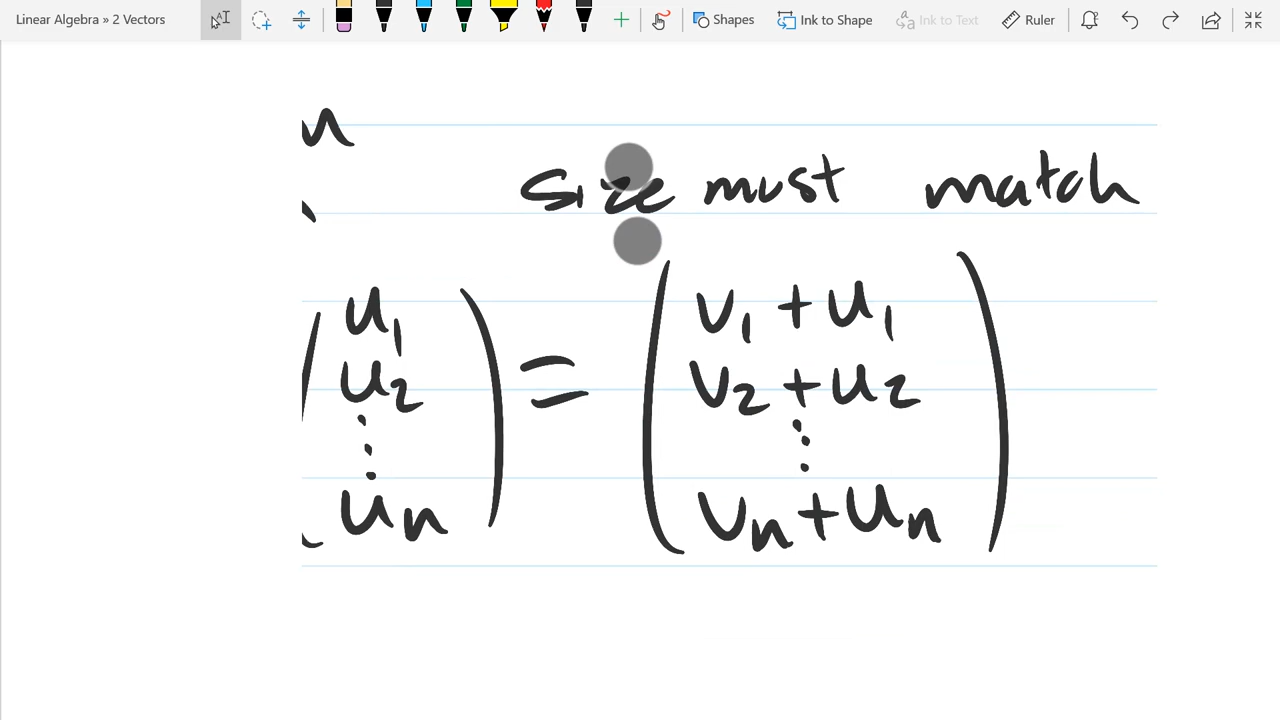 Linear Algebra » 2 Vectors
Shapes
Ink to Shape
Ink to Text
Ruler
n
size must match
u₁
u₂
⋮
uₙ
=
v₁ + u₁
v₂ + u₂
⋮
vₙ + uₙ